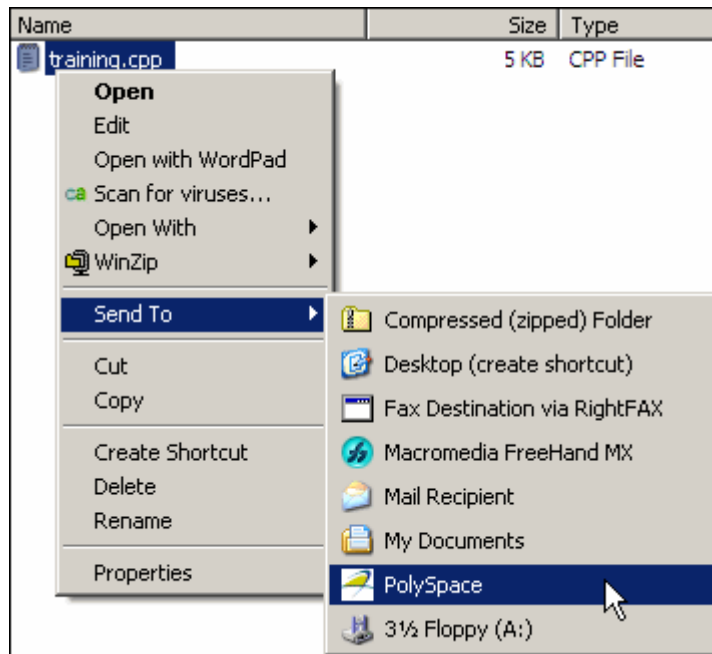 Name Size Type
training.cpp 5 KB CPP File
Open
Edit
Open with WordPad
ca Scan for viruses...
Open With
WinZip
Send To
Cut
Copy
Create Shortcut
Delete
Rename
Properties
Compressed (zipped) Folder
Desktop (create shortcut)
Fax Destination via RightFAX
Macromedia FreeHand MX
Mail Recipient
My Documents
PolySpace
3½ Floppy (A:)